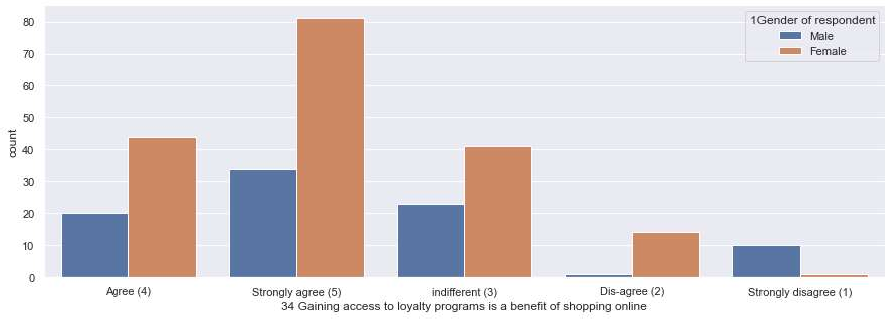 80
70
60
50
40
30
20
10
0
count
1Gender of respondent
Male
Female
Agree (4)
Strongly agree (5)
indifferent (3)
Dis-agree (2)
Strongly disagree (1)
34 Gaining access to loyalty programs is a benefit of shopping online